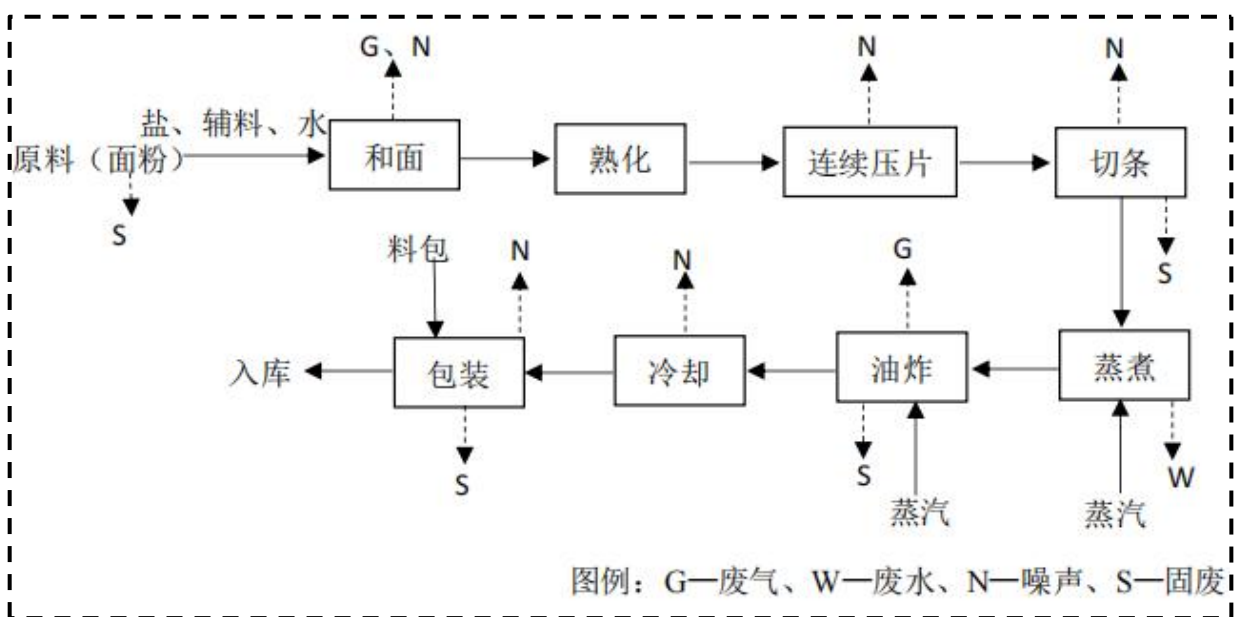 G、N
N
N
盐、辅料、水
原料（面粉）
和面
熟化
连续压片
切条
S
S
料包
N
N
G
入库
包装
冷却
油炸
蒸煮
S
S
W
蒸汽
蒸汽
图例：G—废气、W—废水、N—噪声、S—固废